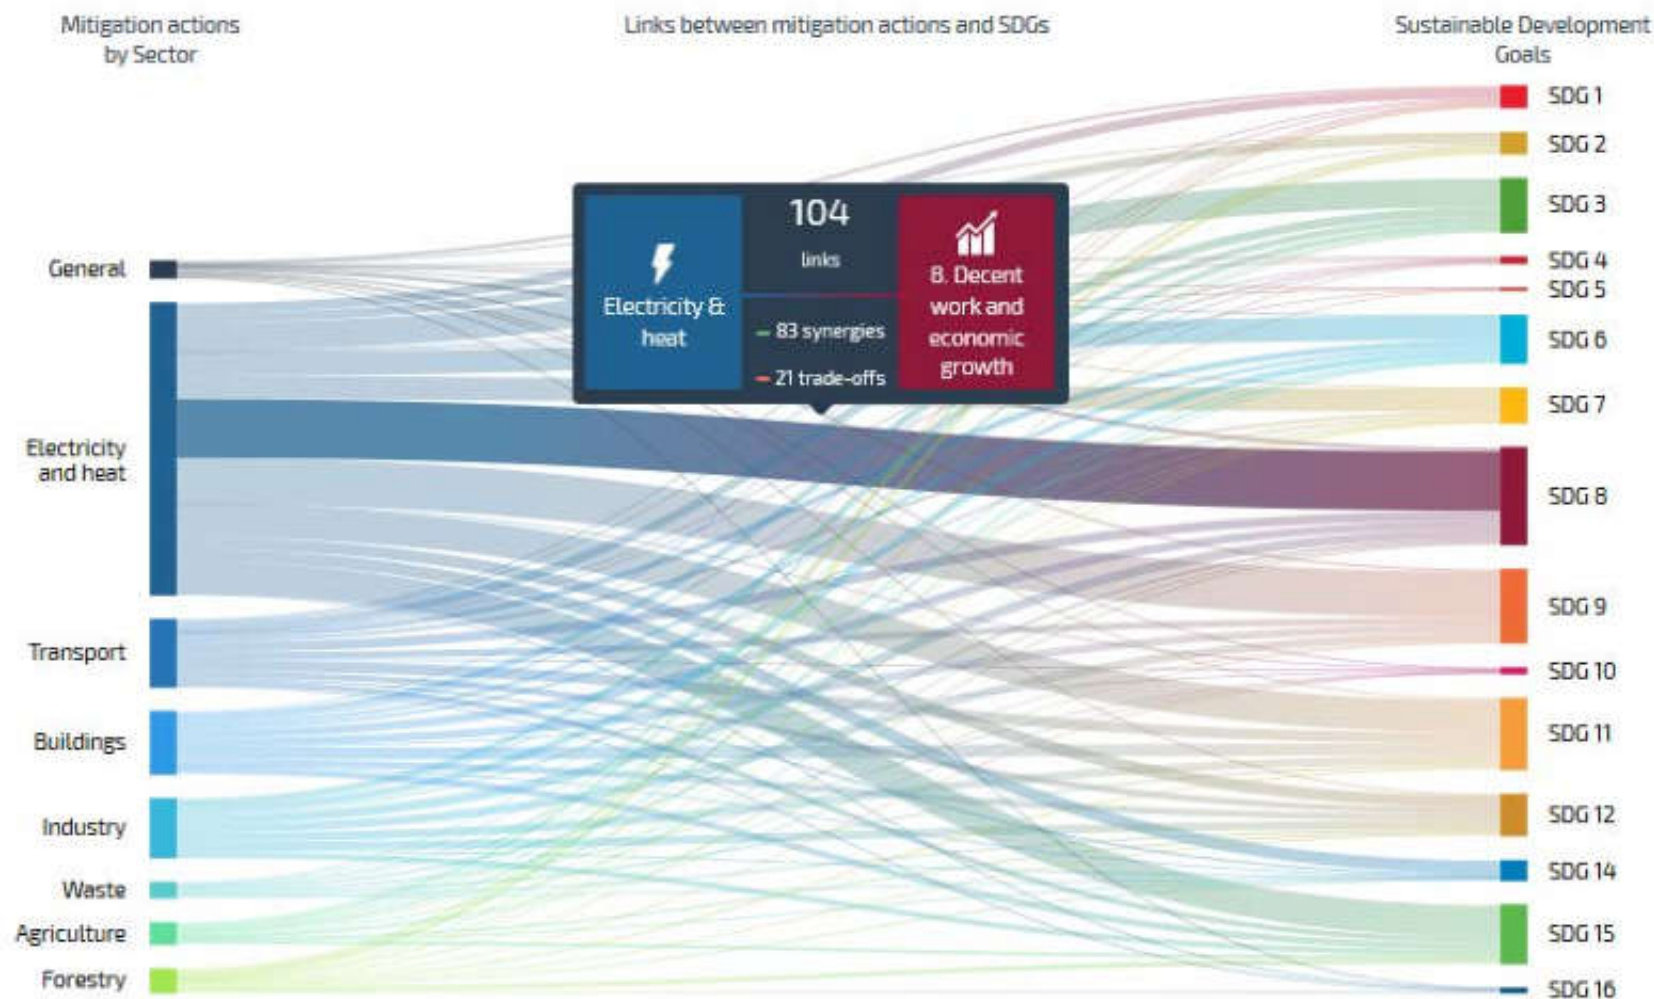 Mitigation actions
by Sector
Links between mitigation actions and SDGs
Sustainable Development
Goals
General
Electricity
and heat
Transport
Buildings
Industry
Waste
Agriculture
Forestry
Electricity &
heat
104
links
83 synergies
21 trade-offs
8. Decent
work and
economic
growth
SDG 1
SDG 2
SDG 3
SDG 4
SDG 5
SDG 6
SDG 7
SDG 8
SDG 9
SDG 10
SDG 11
SDG 12
SDG 14
SDG 15
SDG 16